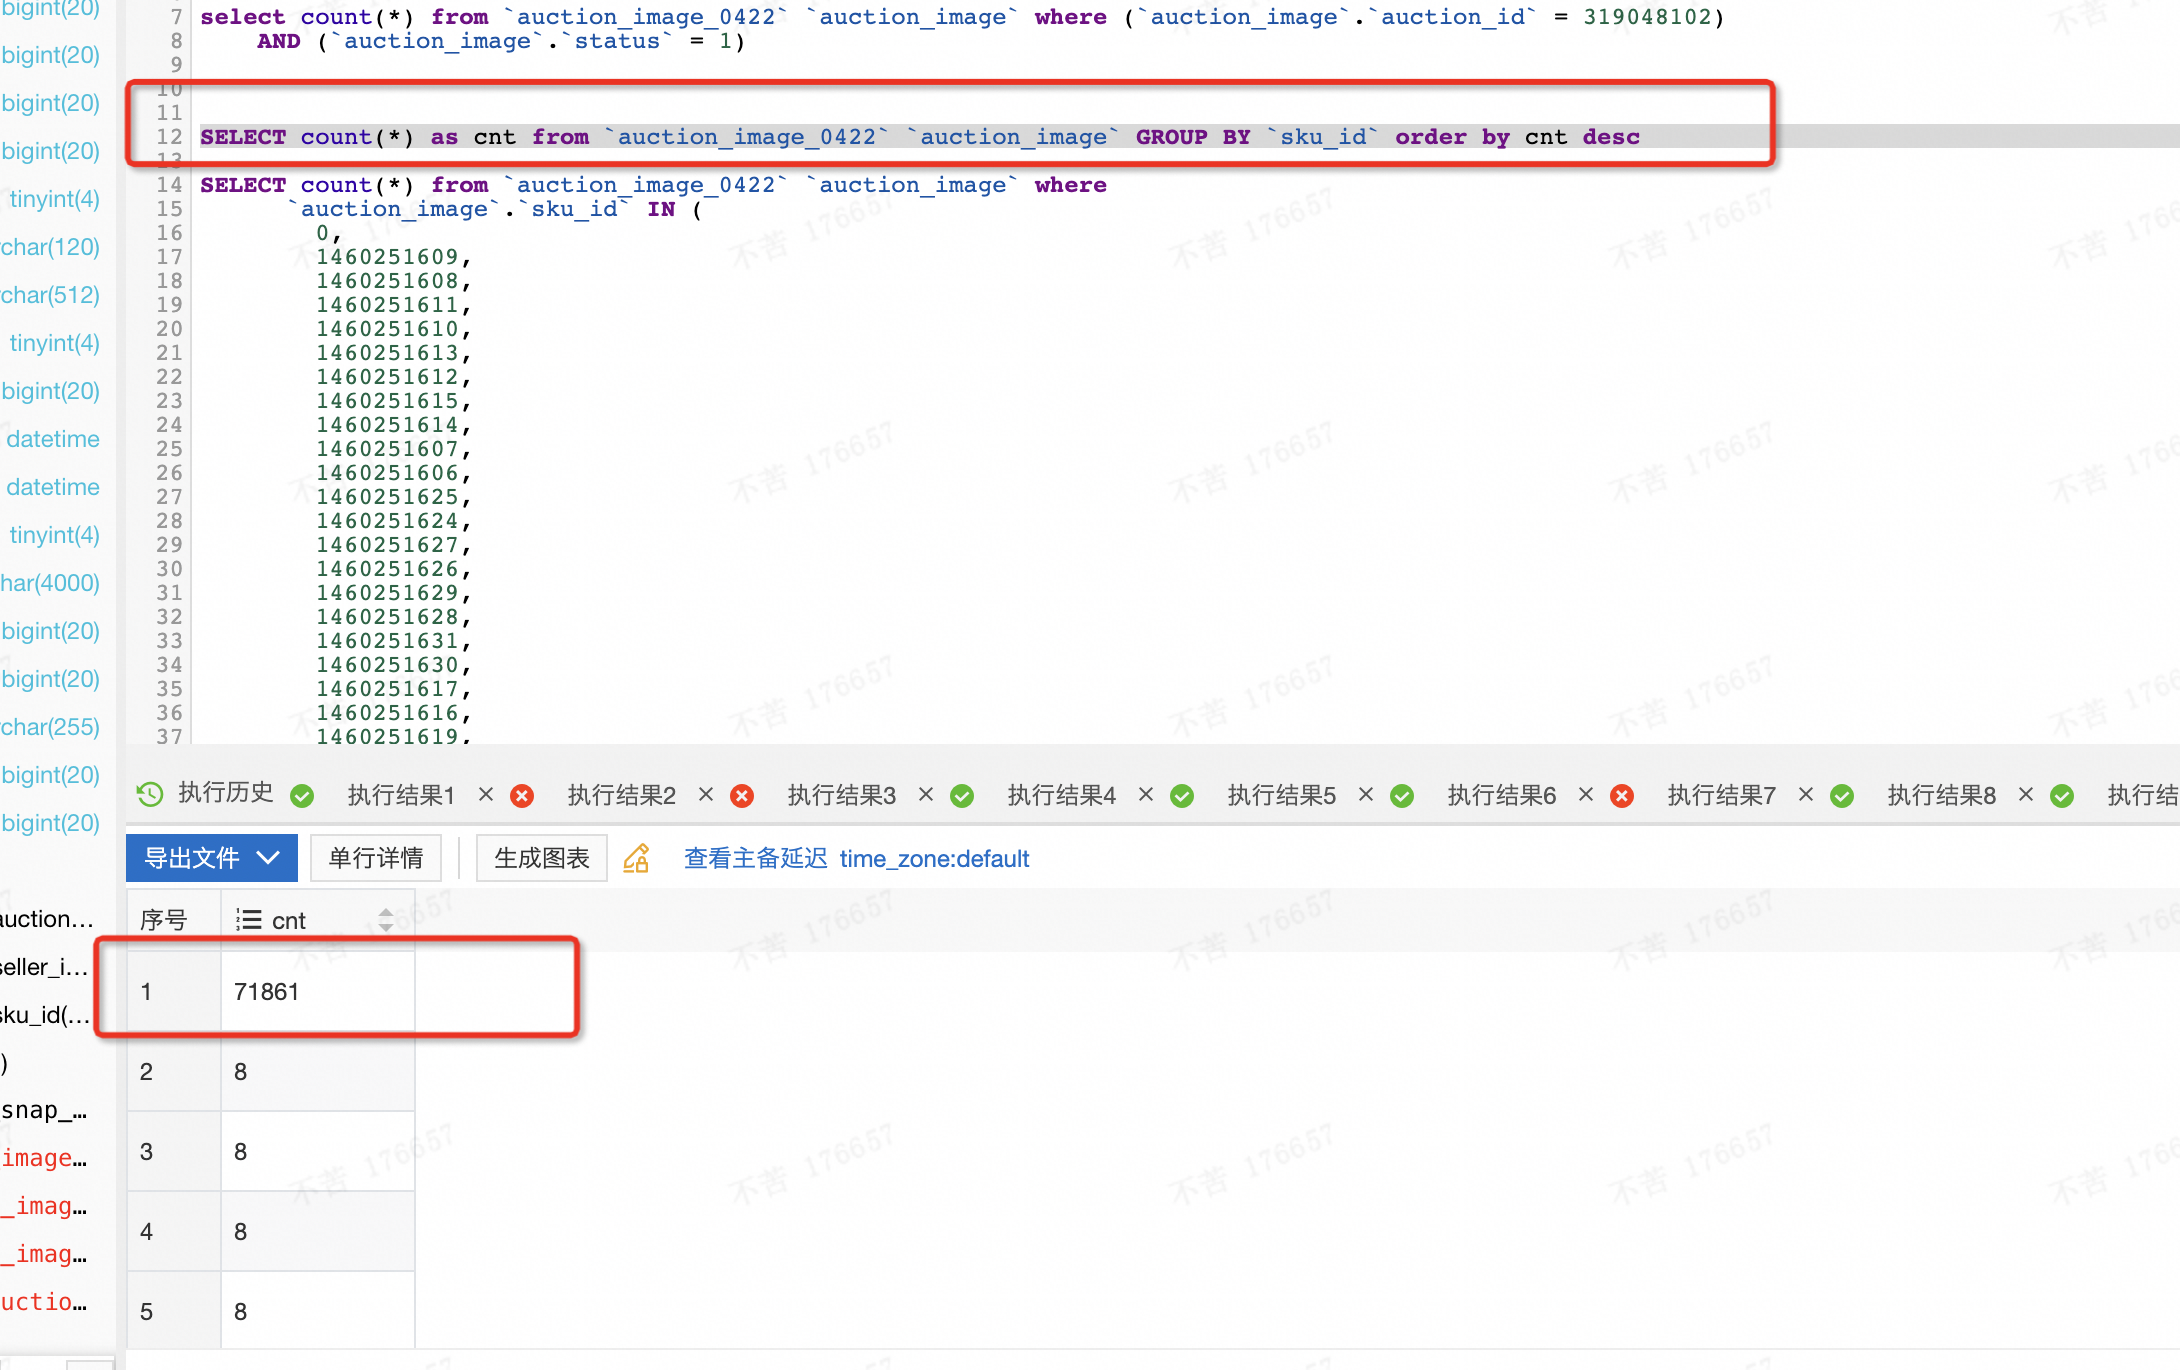 bigint(20)
bigint(20)
bigint(20)
bigint(20)
tinyint(4)
char(120)
char(512)
tinyint(4)
bigint(20)
datetime
datetime
tinyint(4)
har(4000)
bigint(20)
bigint(20)
char(255)
bigint(20)
bigint(20)
auction...
seller_i...
sku_id(...
)
snap_...
image...
_imag...
_imag...
uctio...
7 select count(*) from `auction_image_0422` `auction_image` where (`auction_image`.`auction_id` = 319048102)
8 AND (`auction_image`.`status` = 1)
9
10
11
12 SELECT count(*) as cnt from `auction_image_0422` `auction_image` GROUP BY `sku_id` order by cnt desc
13
14 SELECT count(*) from `auction_image_0422` `auction_image` where
15 `auction_image`.`sku_id` IN (
16 0,
17 1460251609,
18 1460251608,
19 1460251611,
20 1460251610,
21 1460251613,
22 1460251612,
23 1460251615,
24 1460251614,
25 1460251607,
26 1460251606,
27 1460251625,
28 1460251624,
29 1460251627,
30 1460251626,
31 1460251629,
32 1460251628,
33 1460251631,
34 1460251630,
35 1460251617,
36 1460251616,
37 1460251619,
执行历史 执行结果1 × 执行结果2 × 执行结果3 × 执行结果4 × 执行结果5 × 执行结果6 × 执行结果7 × 执行结果8 × 执行结
导出文件 单行详情 生成图表 查看主备延迟 time_zone:default
序号 cnt
1 71861
2 8
3 8
4 8
5 8
不苦 176657